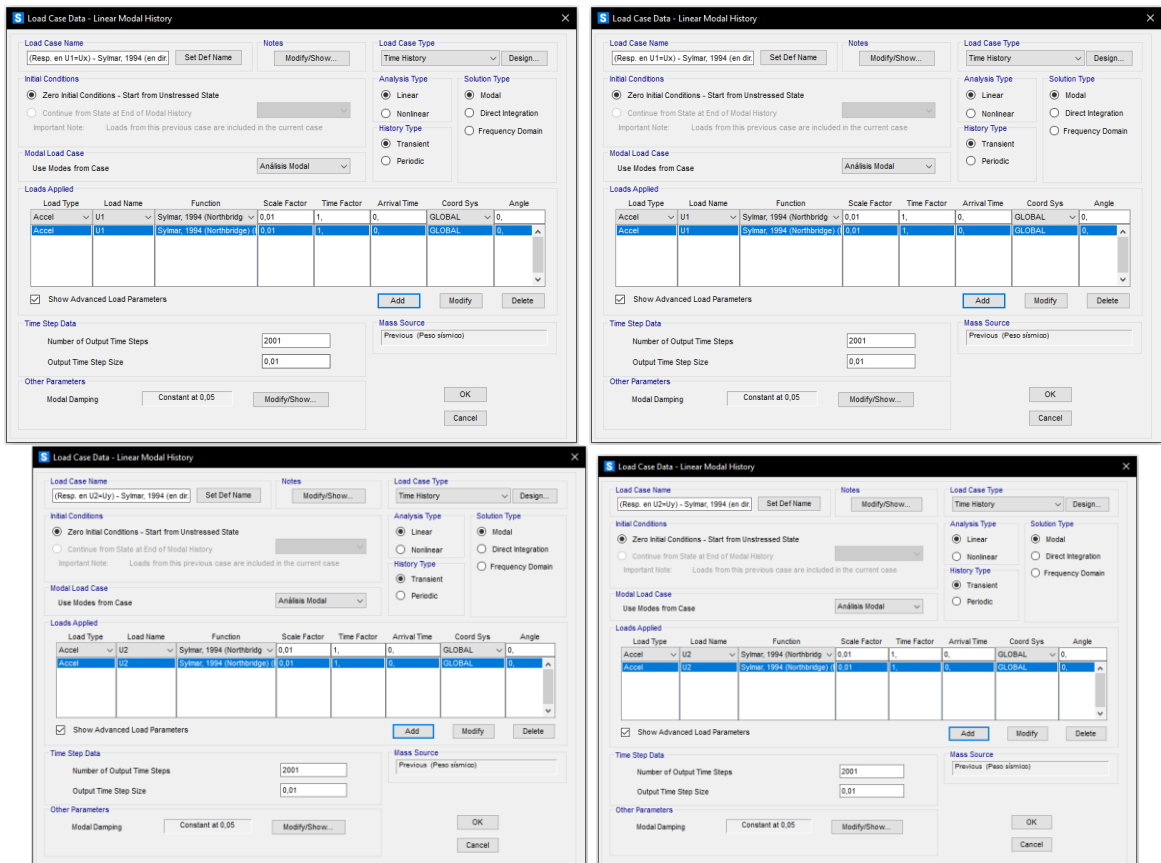 S Load Case Data - Linear Modal History
Load Case Name
Notes
Load Case Type
(Resp. en U1=Ux) - Sylmar, 1994 (en dir.
Set Def Name
Modify/Show...
Time History
Design...
Initial Conditions
Analysis Type
Solution Type
Zero Initial Conditions - Start from Unstressed State
Linear
Modal
Continue from State at End of Modal History
Nonlinear
Direct Integration
Important Note: Loads from this previous case are included in the current case
History Type
Frequency Domain
Transient
Modal Load Case
Periodic
Use Modes from Case
Análisis Modal
Loads Applied
Load Type Load Name Function Scale Factor Time Factor Arrival Time Coord Sys Angle
Accel U1 Sylmar, 1994 (Northbridg 0,01 1, 0, GLOBAL 0,
Accel U1 Sylmar, 1994 (Northbridge) ( 0,01 1, 0, GLOBAL 0,
Show Advanced Load Parameters
Add
Modify
Delete
Time Step Data
Mass Source
Number of Output Time Steps
2001
Previous (Peso sísmico)
Output Time Step Size
0,01
Other Parameters
Modal Damping
Constant at 0,05
Modify/Show...
OK
Cancel
S Load Case Data - Linear Modal History
Load Case Name
Notes
Load Case Type
(Resp. en U1=Ux) - Sylmar, 1994 (en dir.
Set Def Name
Modify/Show...
Time History
Design...
Initial Conditions
Analysis Type
Solution Type
Zero Initial Conditions - Start from Unstressed State
Linear
Modal
Continue from State at End of Modal History
Nonlinear
Direct Integration
Important Note: Loads from this previous case are included in the current case
History Type
Frequency Domain
Transient
Modal Load Case
Periodic
Use Modes from Case
Análisis Modal
Loads Applied
Load Type Load Name Function Scale Factor Time Factor Arrival Time Coord Sys Angle
Accel U1 Sylmar, 1994 (Northbridg 0,01 1, 0, GLOBAL 0,
Accel U1 Sylmar, 1994 (Northbridge) ( 0,01 1, 0, GLOBAL 0,
Show Advanced Load Parameters
Add
Modify
Delete
Time Step Data
Mass Source
Number of Output Time Steps
2001
Previous (Peso sísmico)
Output Time Step Size
0,01
Other Parameters
Modal Damping
Constant at 0,05
Modify/Show...
OK
Cancel
S Load Case Data - Linear Modal History
Load Case Name
Notes
Load Case Type
(Resp. en U2=Uy) - Sylmar, 1994 (en dir.
Set Def Name
Modify/Show...
Time History
Design...
Initial Conditions
Analysis Type
Solution Type
Zero Initial Conditions - Start from Unstressed State
Linear
Modal
Continue from State at End of Modal History
Nonlinear
Direct Integration
Important Note: Loads from this previous case are included in the current case
History Type
Frequency Domain
Transient
Modal Load Case
Periodic
Use Modes from Case
Análisis Modal
Loads Applied
Load Type Load Name Function Scale Factor Time Factor Arrival Time Coord Sys Angle
Accel U2 Sylmar, 1994 (Northbridg 0,01 1, 0, GLOBAL 0,
Accel U2 Sylmar, 1994 (Northbridge) ( 0,01 1, 0, GLOBAL 0,
Show Advanced Load Parameters
Add
Modify
Delete
Time Step Data
Mass Source
Number of Output Time Steps
2001
Previous (Peso sísmico)
Output Time Step Size
0,01
Other Parameters
Modal Damping
Constant at 0,05
Modify/Show...
OK
Cancel
S Load Case Data - Linear Modal History
Load Case Name
Notes
Load Case Type
(Resp. en U2=Uy) - Sylmar, 1994 (en dir.
Set Def Name
Modify/Show...
Time History
Design...
Initial Conditions
Analysis Type
Solution Type
Zero Initial Conditions - Start from Unstressed State
Linear
Modal
Continue from State at End of Modal History
Nonlinear
Direct Integration
Important Note: Loads from this previous case are included in the current case
History Type
Frequency Domain
Transient
Modal Load Case
Periodic
Use Modes from Case
Análisis Modal
Loads Applied
Load Type Load Name Function Scale Factor Time Factor Arrival Time Coord Sys Angle
Accel U2 Sylmar, 1994 (Northbridg 0,01 1, 0, GLOBAL 0,
Accel U2 Sylmar, 1994 (Northbridge) ( 0,01 1, 0, GLOBAL 0,
Show Advanced Load Parameters
Add
Modify
Delete
Time Step Data
Mass Source
Number of Output Time Steps
2001
Previous (Peso sísmico)
Output Time Step Size
0,01
Other Parameters
Modal Damping
Constant at 0,05
Modify/Show...
OK
Cancel